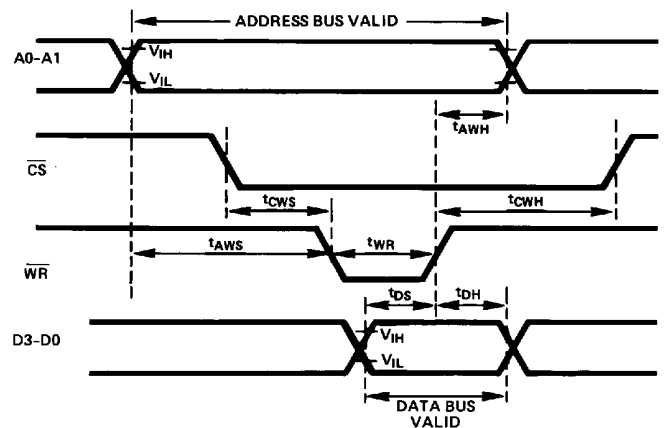 ADDRESS BUS VALID
A0-A1
VIH
VIL
tAWH
CS
tCWS
tCWH
tAWS
tWR
WR
tDS
tDH
D3-D0
VIH
VIL
DATA BUS
VALID